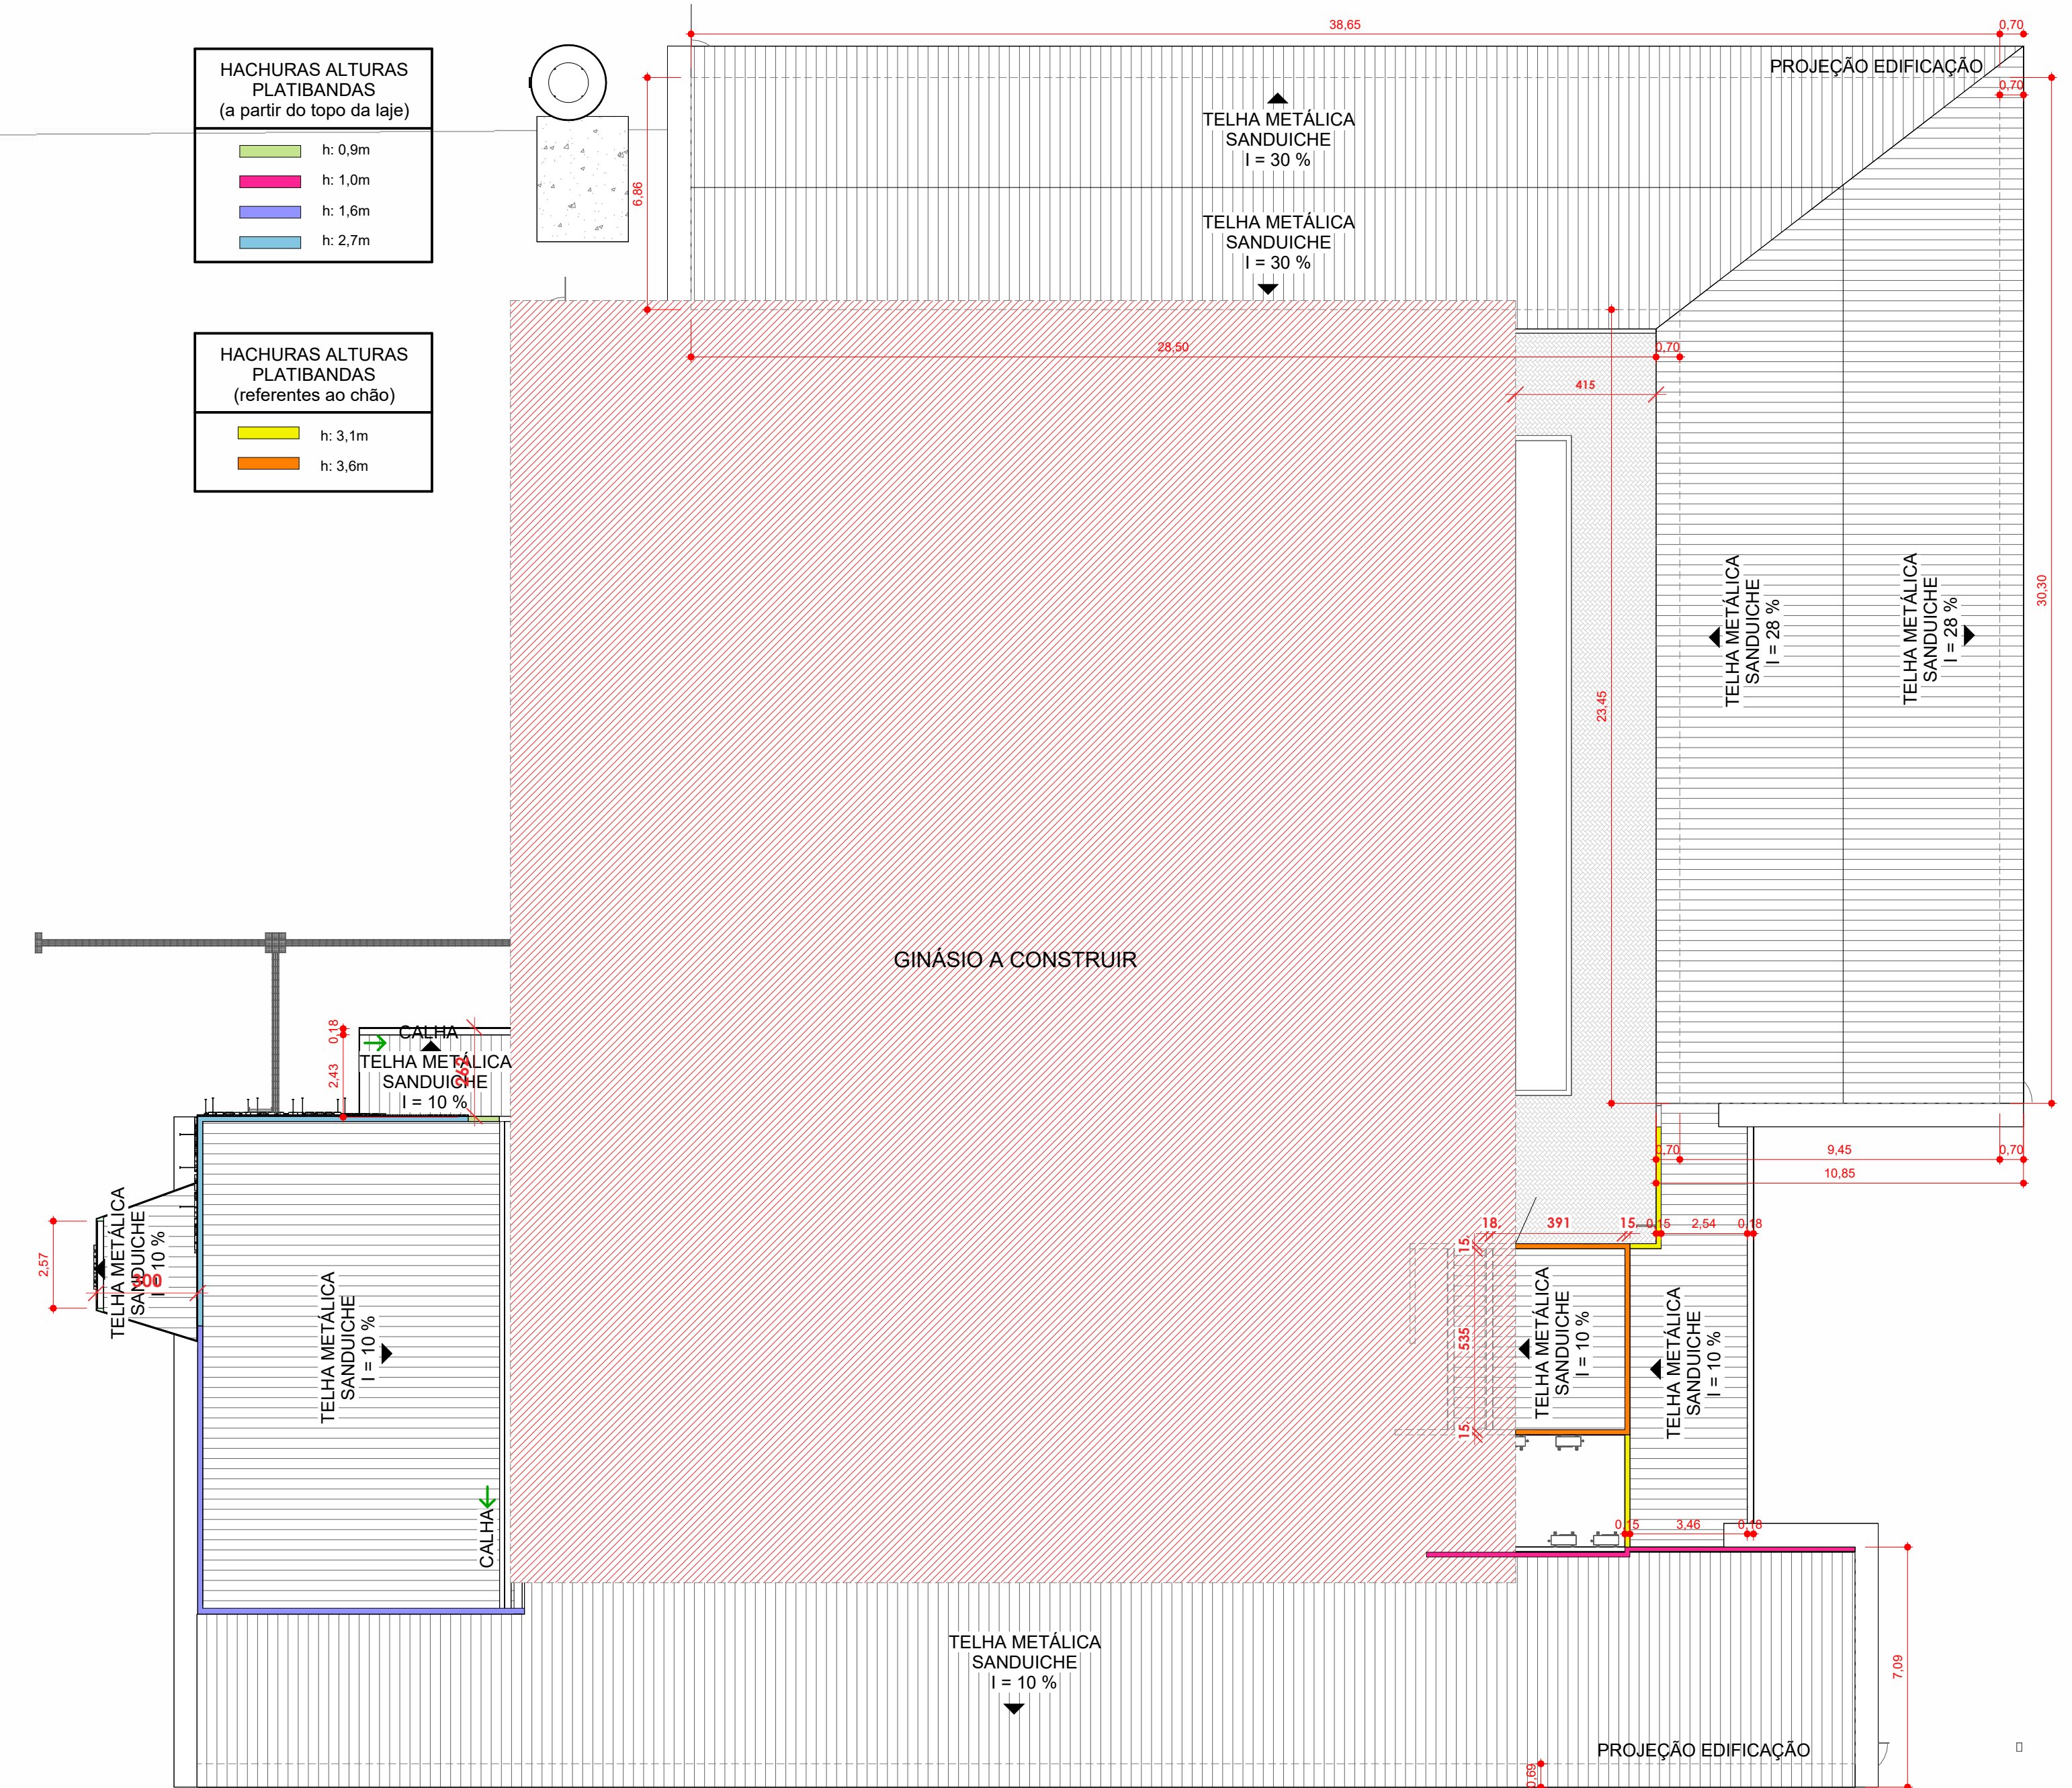 HACHURAS ALTURAS
PLATIBANDAS
(a partir do topo da laje)
h: 0,9m
h: 1,0m
h: 1,6m
h: 2,7m
HACHURAS ALTURAS
PLATIBANDAS
(referentes ao chão)
h: 3,1m
h: 3,6m
38,65
0,70
PROJEÇÃO EDIFICAÇÃO
0,70
TELHA METÁLICA
SANDUICHE
I = 30 %
6,86
TELHA METÁLICA
SANDUICHE
I = 30 %
28,50
0,70
415
23,45
TELHA METÁLICA
SANDUICHE
I = 28 %
TELHA METÁLICA
SANDUICHE
I = 28 %
30,30
GINÁSIO A CONSTRUIR
0,18
2,43
CALHA
TELHA METÁLICA
SANDUICHE
I = 10 %
262
0,70
9,45
0,70
10,85
2,57
TELHA METÁLICA
SANDUICHE
I = 10 %
300
TELHA METÁLICA
SANDUICHE
I = 10 %
CALHA
18,
391
15,
0,15
2,54
0,18
15,
535
15,
TELHA METÁLICA
SANDUICHE
I = 10 %
TELHA METÁLICA
SANDUICHE
I = 10 %
0,15
3,46
0,18
TELHA METÁLICA
SANDUICHE
I = 10 %
7,09
PROJEÇÃO EDIFICAÇÃO
0,69